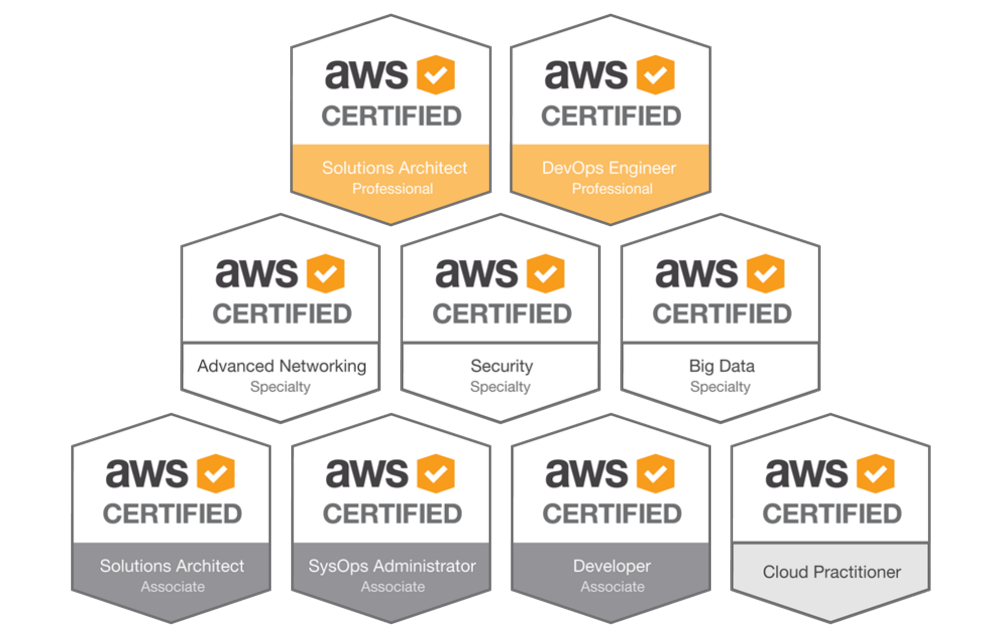 aws
CERTIFIED
Solutions Architect
Professional
aws
CERTIFIED
DevOps Engineer
Professional
aws
CERTIFIED
Advanced Networking
Specialty
aws
CERTIFIED
Security
Specialty
aws
CERTIFIED
Big Data
Specialty
aws
CERTIFIED
Solutions Architect
Associate
aws
CERTIFIED
SysOps Administrator
Associate
aws
CERTIFIED
Developer
Associate
aws
CERTIFIED
Cloud Practitioner